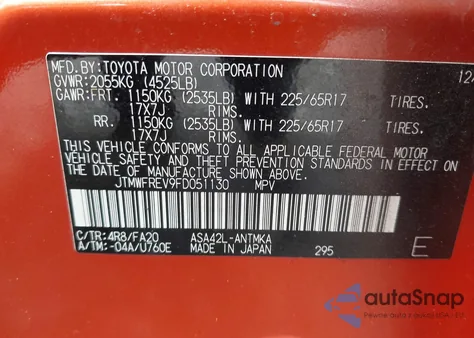 MFD.BY:TOYOTA MOTOR CORPORATION 12
GVWR:2055KG (4525LB)
GAWR:FRT. 1150KG (2535LB) WITH 225/65R17 TIRES.
17X7J RIMS.
RR. 1150KG (2535LB) WITH 225/65R17 TIRES.
17X7J RIMS.
THIS VEHICLE CONFORMS TO ALL APPLICABLE FEDERAL MOTOR
VEHICLE SAFETY STANDARDS IN EFFECT ON
THE DATE OF MANUFACTURE SHOWN ABOVE.
JTMWFREV9FD051130 MPV
C/TR:4R8/FA20 ASA42L-ANTMKA
A/TM:-04A/U760E MADE IN JAPAN 295 E
autaSnap